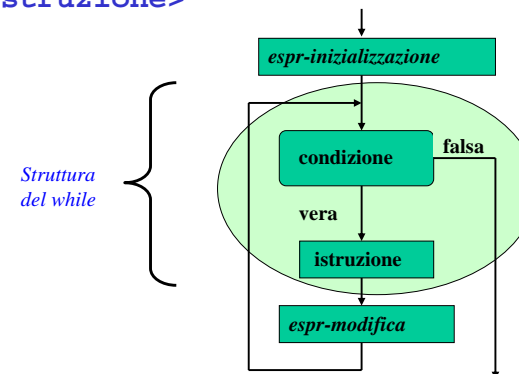 struzione>
espr-inizializzazione
condizione
falsa
Struttura
del while
vera
istruzione
espr-modifica